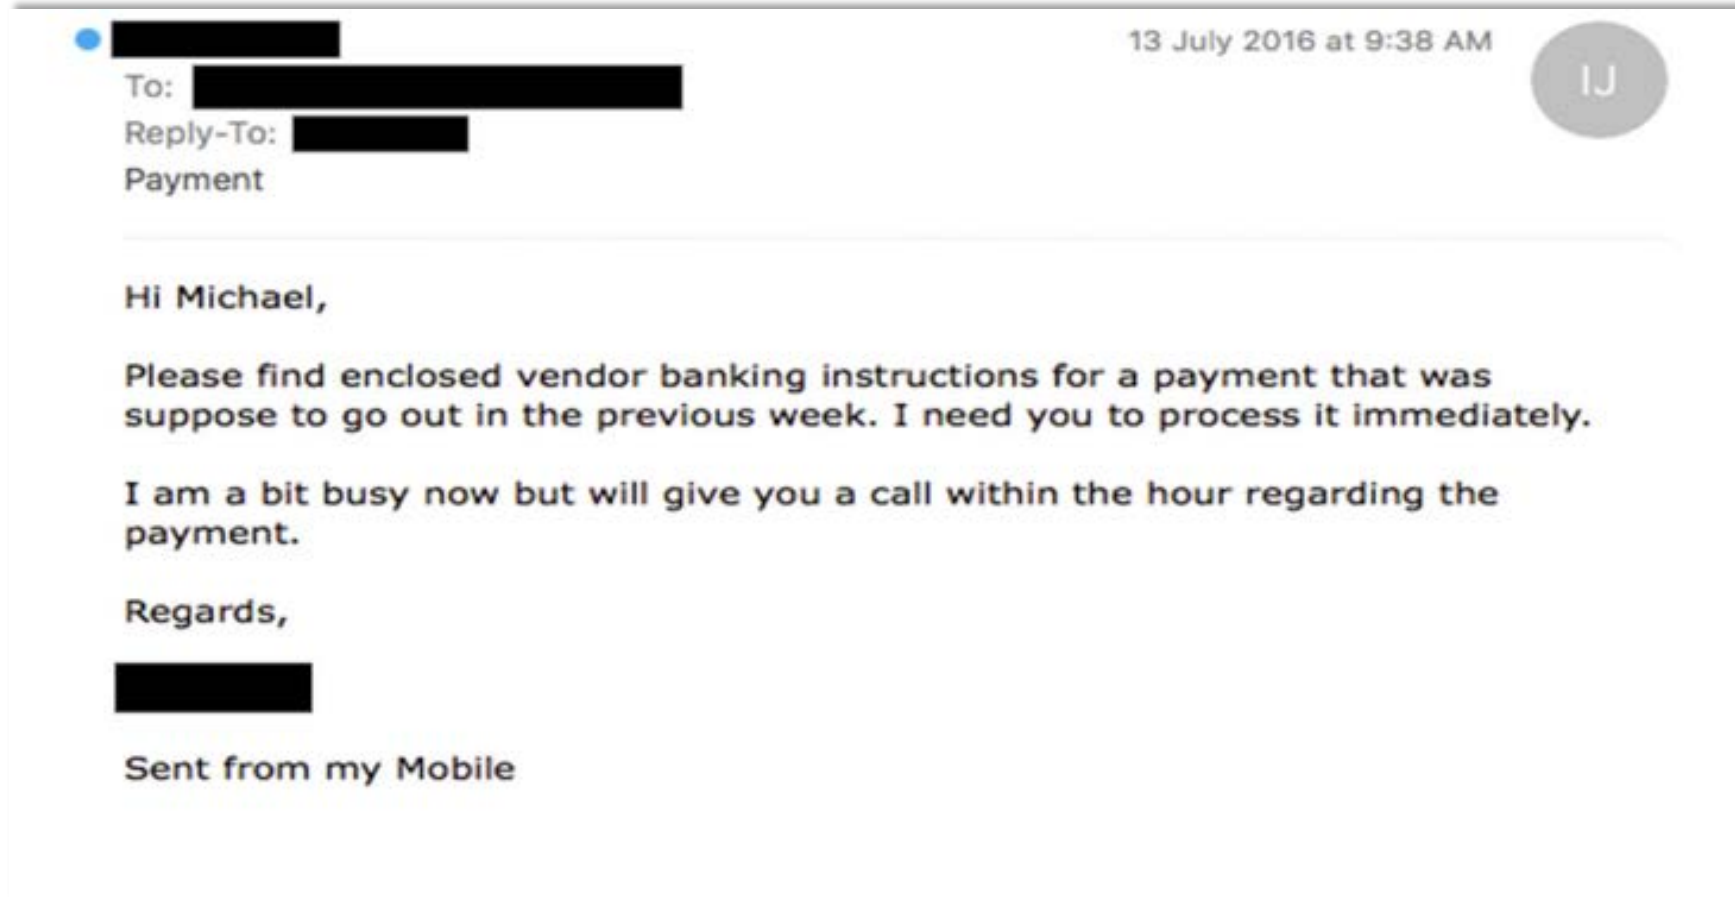 13 July 2016 at 9:38 AM
IJ
To:
Reply-To:
Payment
Hi Michael,
Please find enclosed vendor banking instructions for a payment that was
suppose to go out in the previous week. I need you to process it immediately.
I am a bit busy now but will give you a call within the hour regarding the
payment.
Regards,
Sent from my Mobile